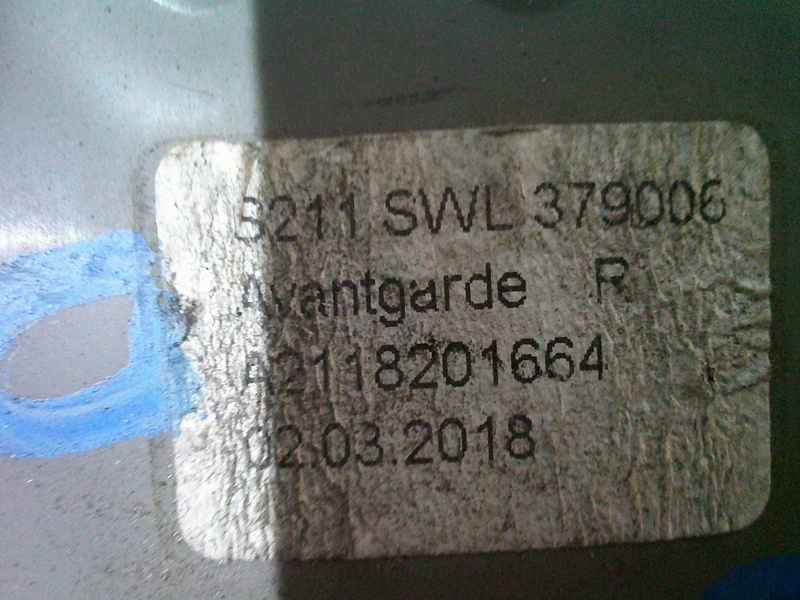 S211 SWL 379006
Avantgarde R
A2118201664
02.03.2018